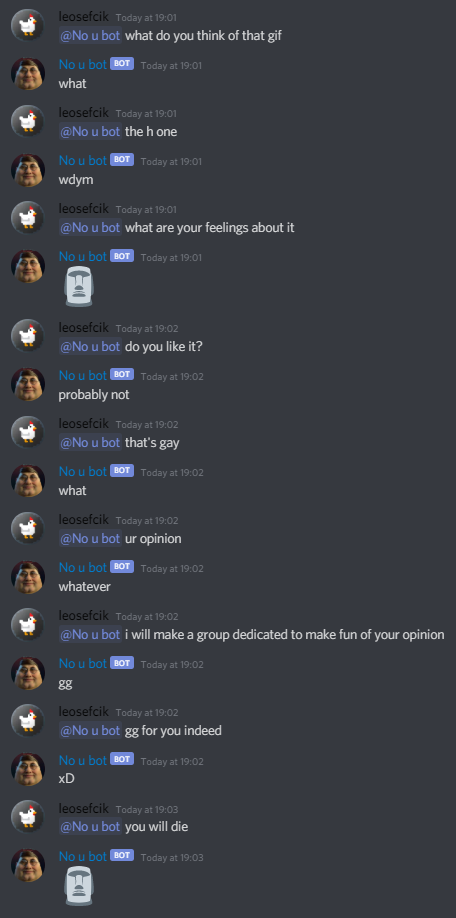 leosefcik Today at 19:01
@No u bot what do you think of that gif
No u bot BOT Today at 19:01
what
leosefcik Today at 19:01
@No u bot the h one
No u bot BOT Today at 19:01
wdym
leosefcik Today at 19:01
@No u bot what are your feelings about it
No u bot BOT Today at 19:01
leosefcik Today at 19:02
@No u bot do you like it?
No u bot BOT Today at 19:02
probably not
leosefcik Today at 19:02
@No u bot that's gay
No u bot BOT Today at 19:02
what
leosefcik Today at 19:02
@No u bot ur opinion
No u bot BOT Today at 19:02
whatever
leosefcik Today at 19:02
@No u bot i will make a group dedicated to make fun of your opinion
No u bot BOT Today at 19:02
gg
leosefcik Today at 19:02
@No u bot gg for you indeed
No u bot BOT Today at 19:02
xD
leosefcik Today at 19:03
@No u bot you will die
No u bot BOT Today at 19:03